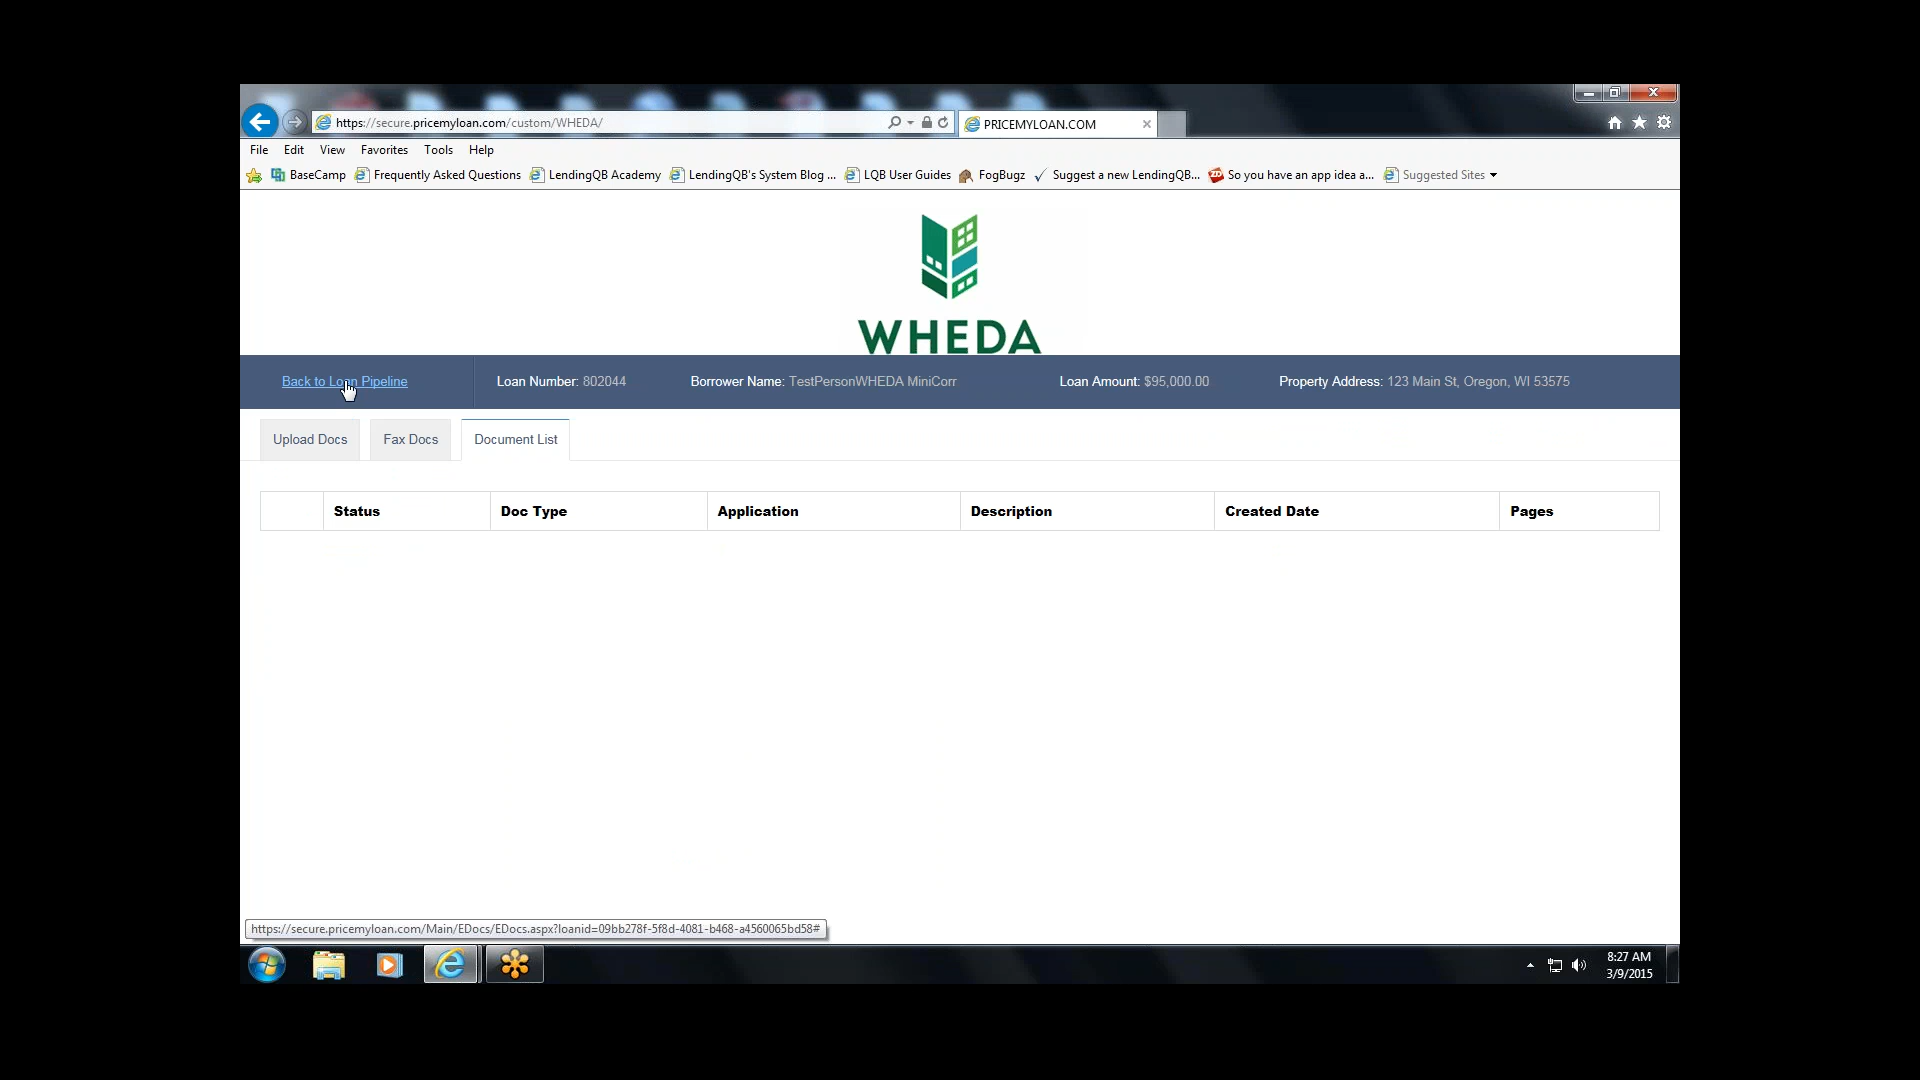 https://secure.pricemyloan.com/custom/WHEDA/
PRICEMYLOAN.COM
File Edit View Favorites Tools Help
BaseCamp Frequently Asked Questions LendingQB Academy LendingQB's System Blog ... LQB User Guides FogBugz Suggest a new LendingQB... So you have an app idea a... Suggested Sites
WHEDA
Back to Loan Pipeline Loan Number: 802044 Borrower Name: TestPersonWHEDA MiniCorr Loan Amount: $95,000.00 Property Address: 123 Main St, Oregon, WI 53575
Upload Docs Fax Docs Document List
Status Doc Type Application Description Created Date Pages
https://secure.pricemyloan.com/Main/EDocs/EDocs.aspx?loanid=09bb278f-5f8d-4081-b468-a4560065bd58#
8:27 AM
3/9/2015